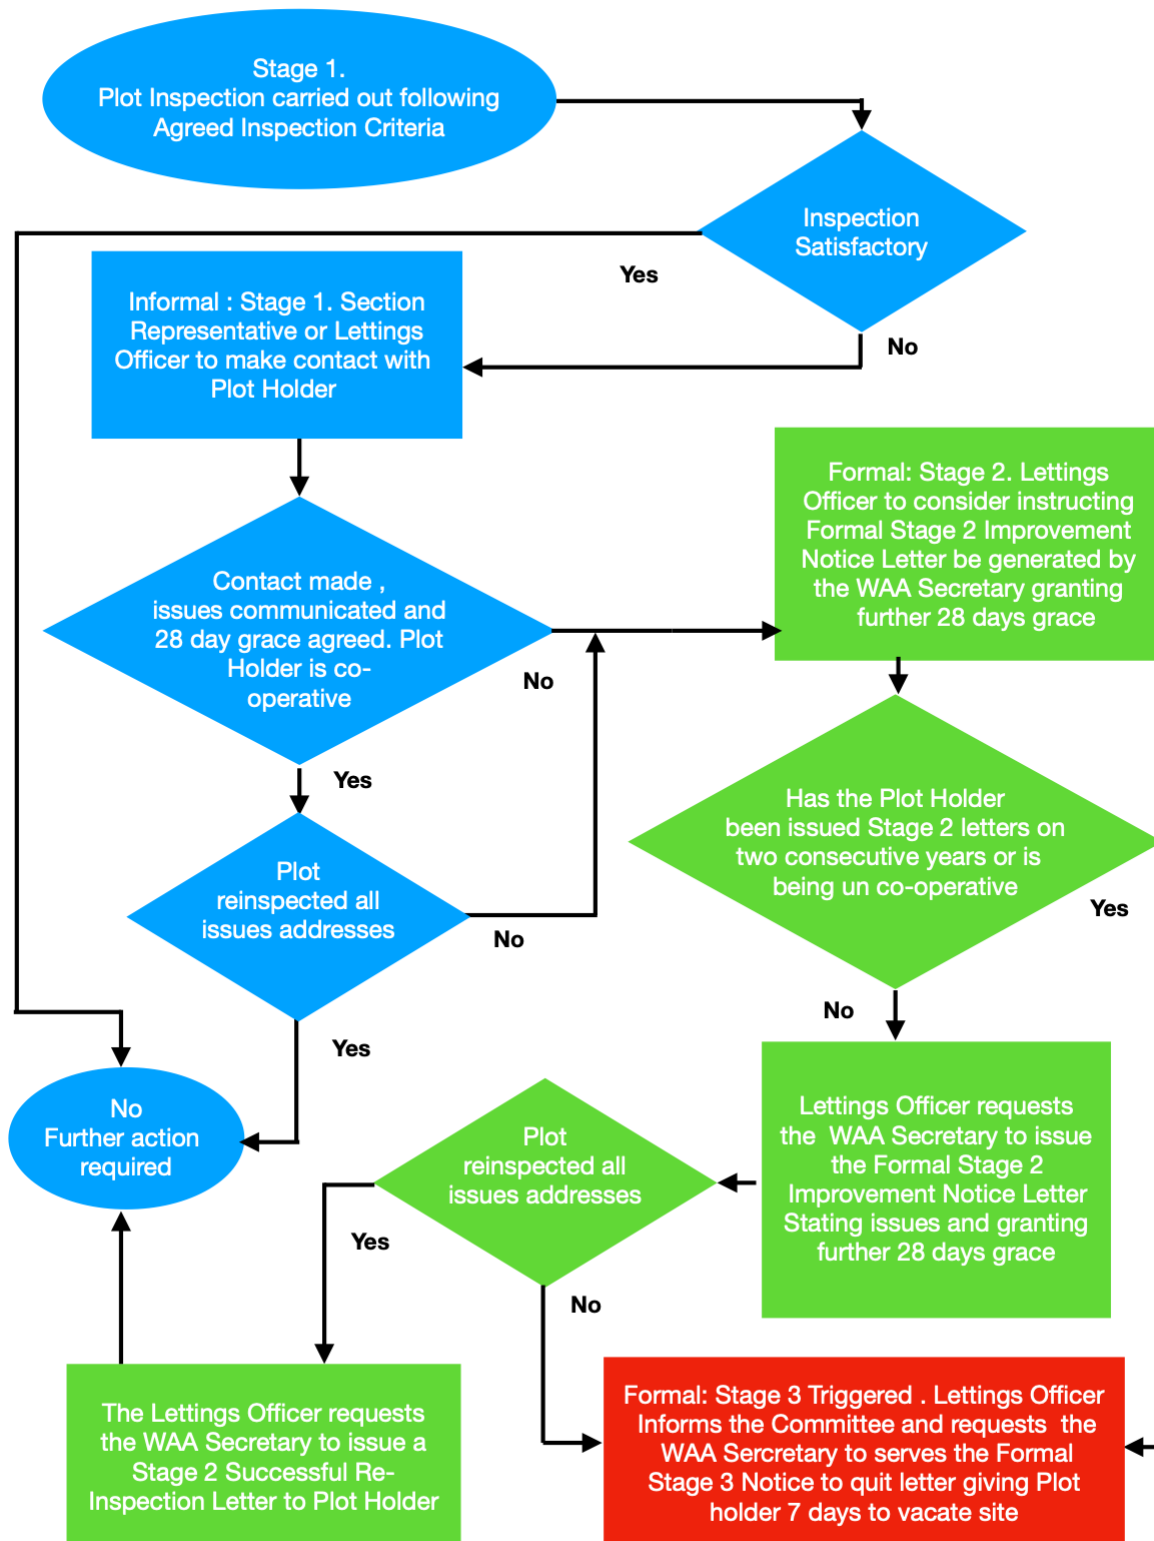 Stage 1.
Plot Inspection carried out following
Agreed Inspection Criteria
Inspection
Satisfactory
Yes
No
Informal : Stage 1. Section
Representative or Lettings
Officer to make contact with
Plot Holder
Formal: Stage 2. Lettings
Officer to consider instructing
Formal Stage 2 Improvement
Notice Letter be generated by
the WAA Secretary granting
further 28 days grace
Contact made ,
issues communicated and
28 day grace agreed. Plot
Holder is co-
operative
No
Yes
Has the Plot Holder
been issued Stage 2 letters on
two consecutive years or is
being un co-operative
Yes
No
Plot
reinspected all
issues addresses
No
Yes
No
Further action
required
Lettings Officer requests
the WAA Secretary to issue
the Formal Stage 2
Improvement Notice Letter
Stating issues and granting
further 28 days grace
Plot
reinspected all
issues addresses
Yes
No
The Lettings Officer requests
the WAA Secretary to issue a
Stage 2 Successful Re-
Inspection Letter to Plot Holder
Formal: Stage 3 Triggered . Lettings Officer
Informs the Committee and requests the
WAA Sercretary to serves the Formal
Stage 3 Notice to quit letter giving Plot
holder 7 days to vacate site